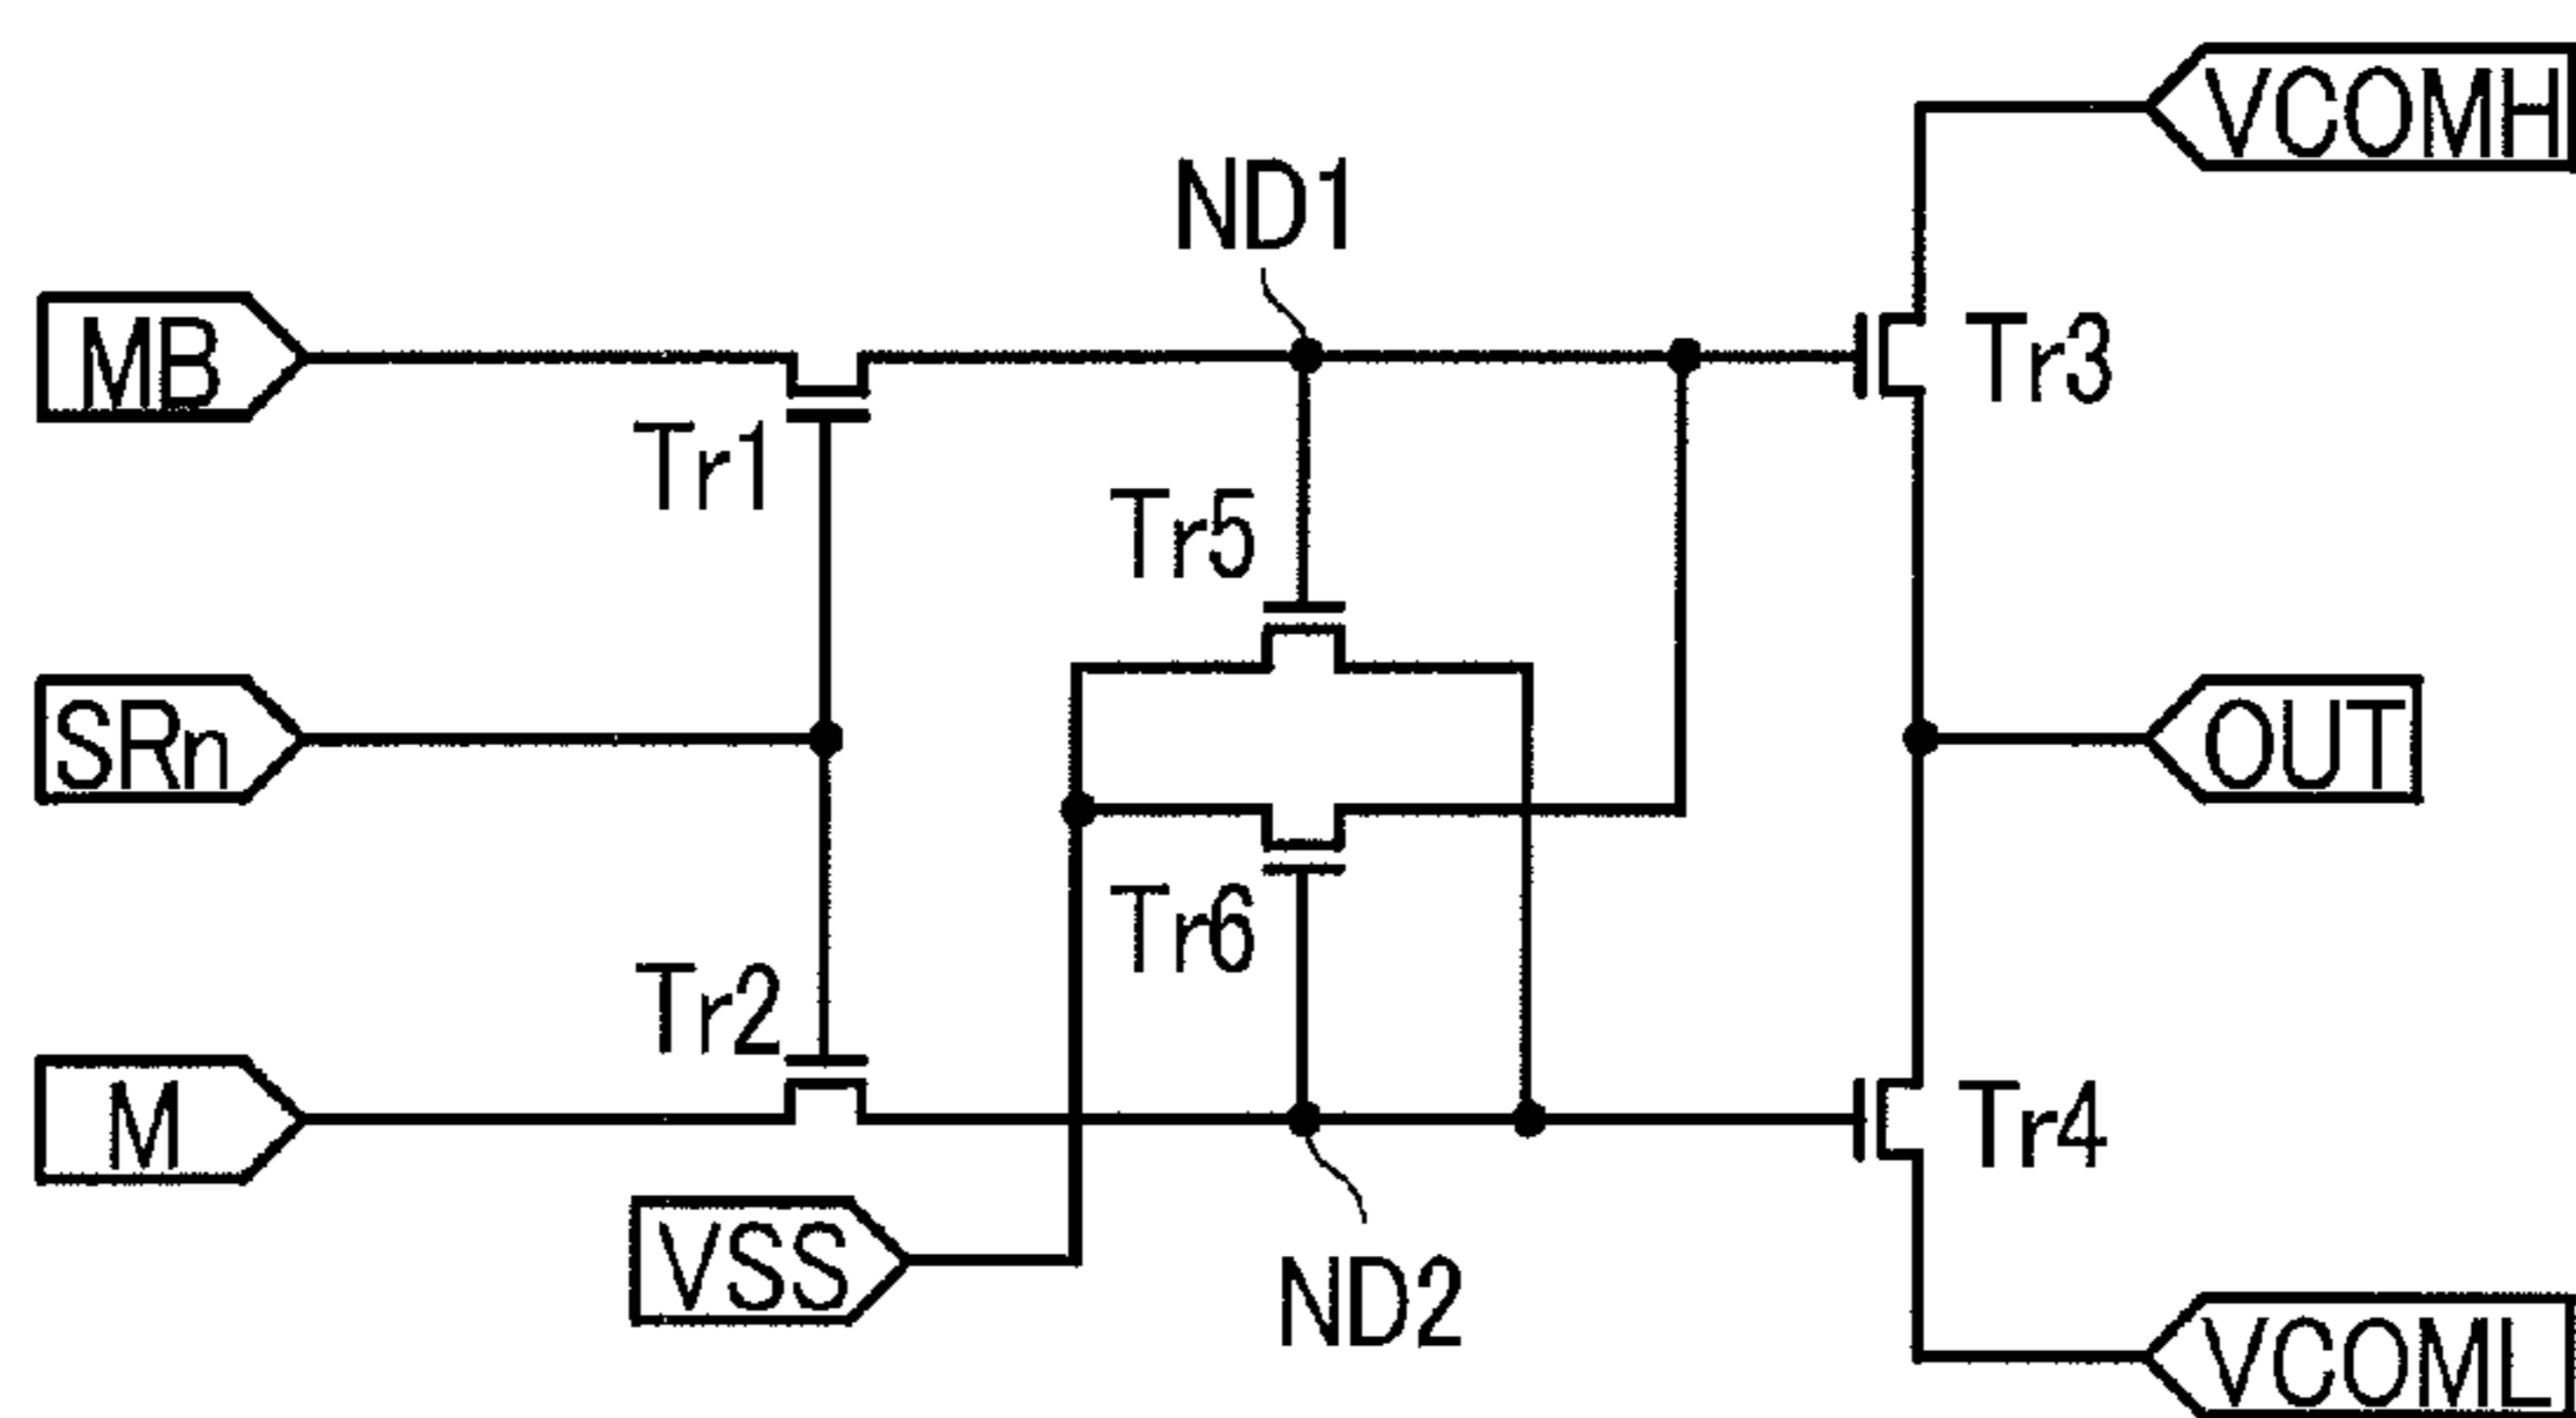 VCOMH
ND1
MB
Tr3
Tr1
Tr5
SRn
OUT
Tr6
Tr2
M
Tr4
VSS
ND2
VCOML